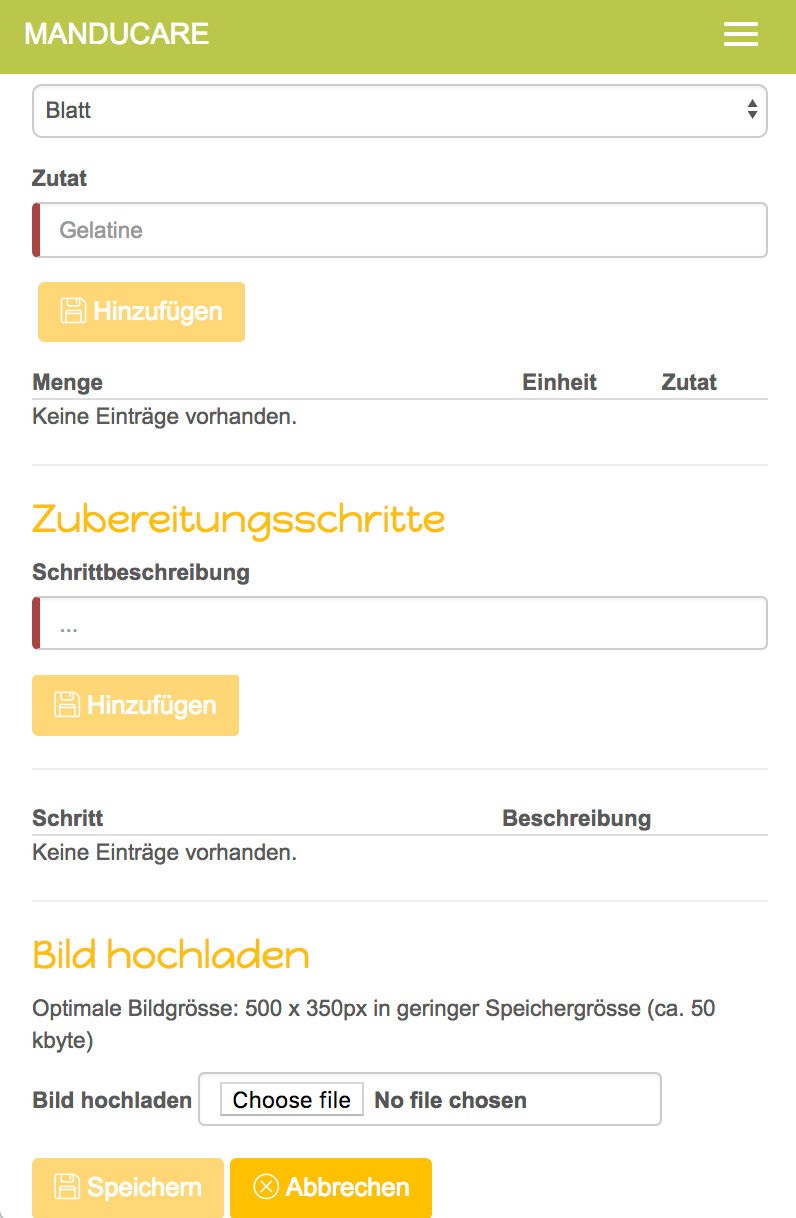 MANDUCARE
Blatt
Zutat
Gelatine
Hinzufügen
Menge Einheit Zutat
Keine Einträge vorhanden.
Zubereitungsschritte
Schrittbeschreibung
...
Hinzufügen
Schritt Beschreibung
Keine Einträge vorhanden.
Bild hochladen
Optimale Bildgrösse: 500 x 350px in geringer Speichergrösse (ca. 50
kbyte)
Bild hochladen Choose file No file chosen
Speichern Abbrechen